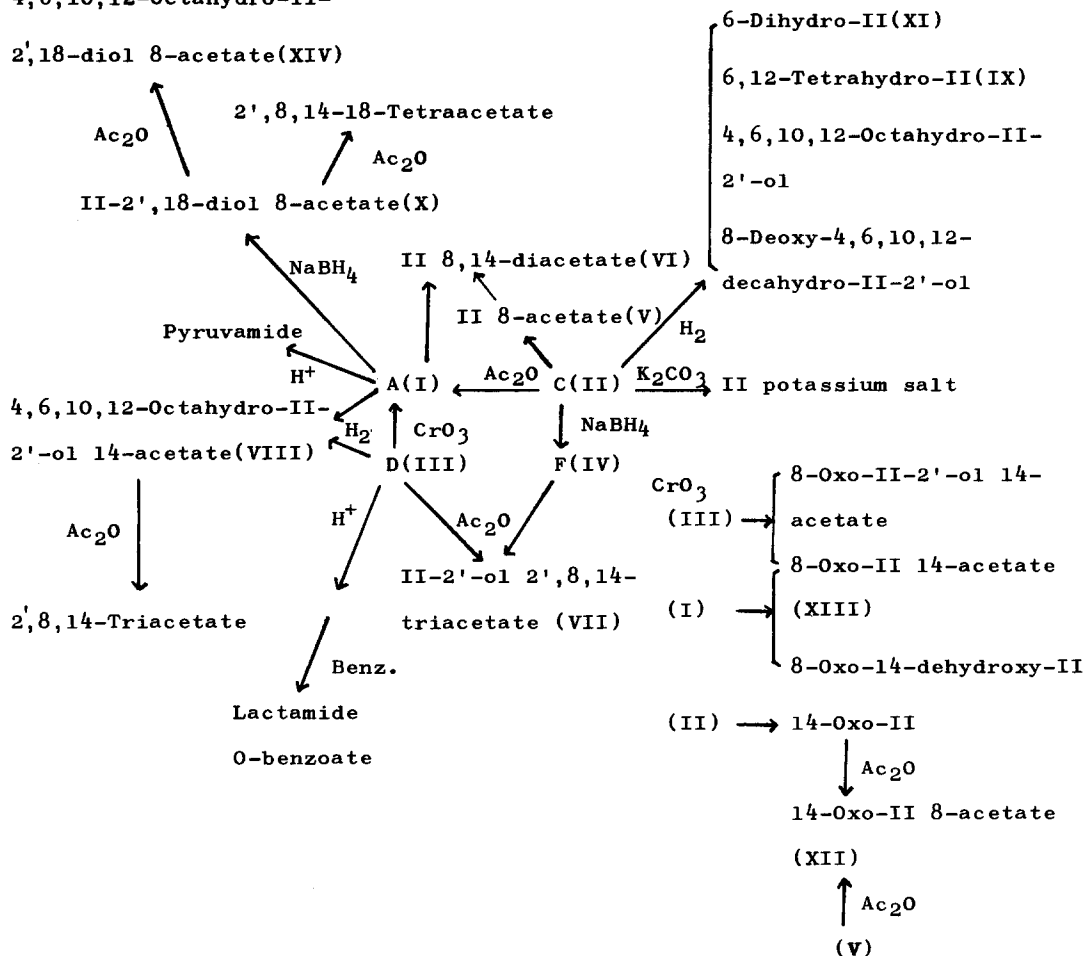 2',18-diol 8-acetate(XIV)
Ac2O
2',8,14-18-Tetraacetate
Ac2O
II-2',18-diol 8-acetate(X)
NaBH4
II 8,14-diacetate(VI)
II 8-acetate(V)
Pyruvamide
H+
A(I)
Ac2O
C(II)
K2CO3
II potassium salt
H2
6-Dihydro-II(XI)
6,12-Tetrahydro-II(IX)
4,6,10,12-Octahydro-II-
2'-ol
8-Deoxy-4,6,10,12-
decahydro-II-2'-ol
4,6,10,12-Octahydro-II-
2'-ol 14-acetate(VIII)
H2
CrO3
NaBH4
D(III)
F(IV)
Ac2O
2',8,14-Triacetate
H+
Ac2O
II-2'-ol 2',8,14-
triacetate (VII)
Benz.
Lactamide
O-benzoate
CrO3
(III)
8-Oxo-II-2'-ol 14-
acetate
8-Oxo-II 14-acetate
(I)
(XIII)
8-Oxo-14-dehydroxy-II
(II)
14-Oxo-II
Ac2O
14-Oxo-II 8-acetate
(XII)
Ac2O
(V)